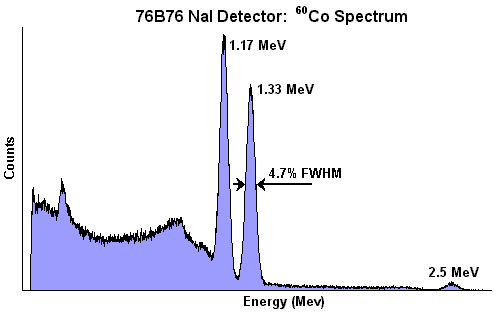 76B76 NaI Detector: ⁶⁰Co Spectrum
1.17 MeV
1.33 MeV
4.7% FWHM
2.5 MeV
Counts
Energy (Mev)